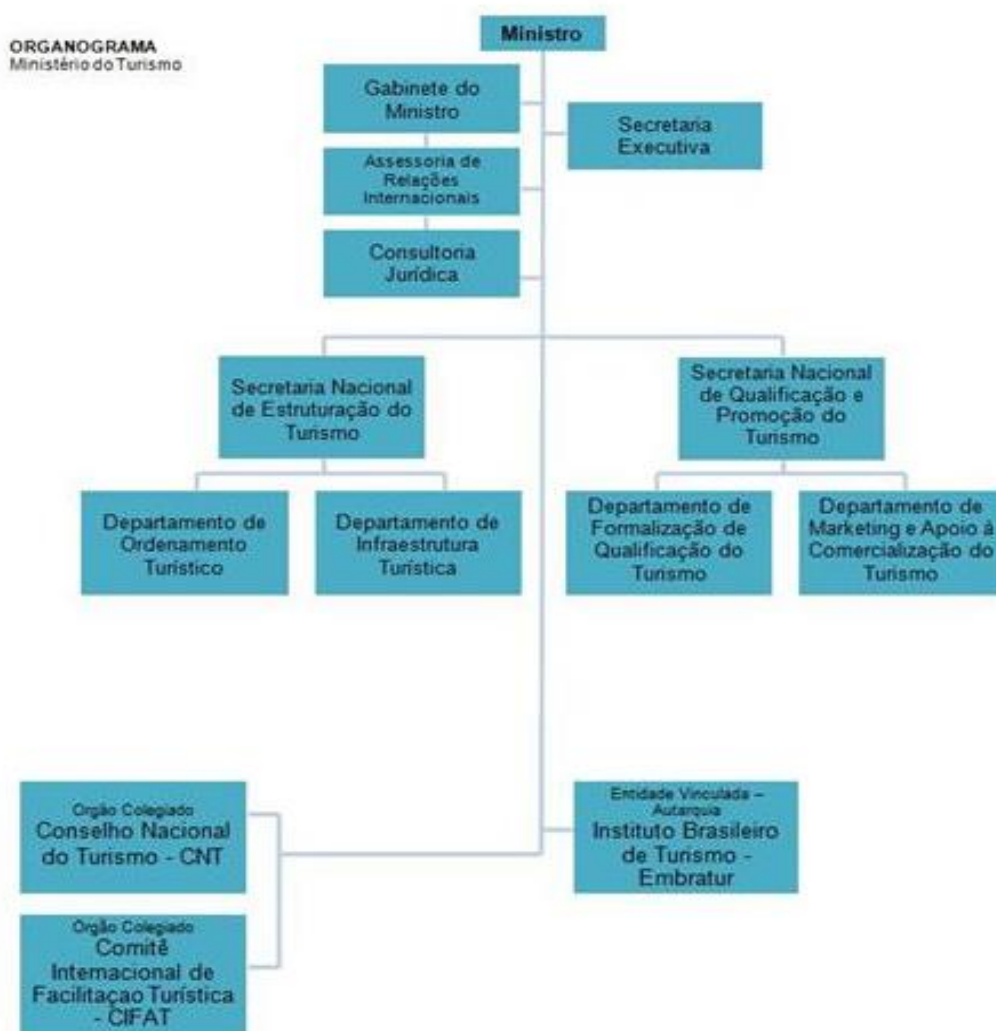 ORGANOGRAMA
Ministério do Turismo
Ministro
Gabinete do
Ministro
Secretaria
Executiva
Assessoria de
Relações
Internacionais
Consultoria
Jurídica
Secretaria Nacional
de Estruturação do
Turismo
Secretaria Nacional
de Qualificação e
Promoção do
Turismo
Departamento de
Ordenamento
Turístico
Departamento de
Infraestrutura
Turística
Departamento de
Formalização de
Qualificação do
Turismo
Departamento de
Marketing e Apoio à
Comercialização do
Turismo
Orgão Colegiado
Conselho Nacional
do Turismo - CNT
Entidade Vinculada –
Autarquia
Instituto Brasileiro
de Turismo -
Embratur
Orgão Colegiado
Comitê
Internacional de
Facilitaçao Turística
- CIFAT